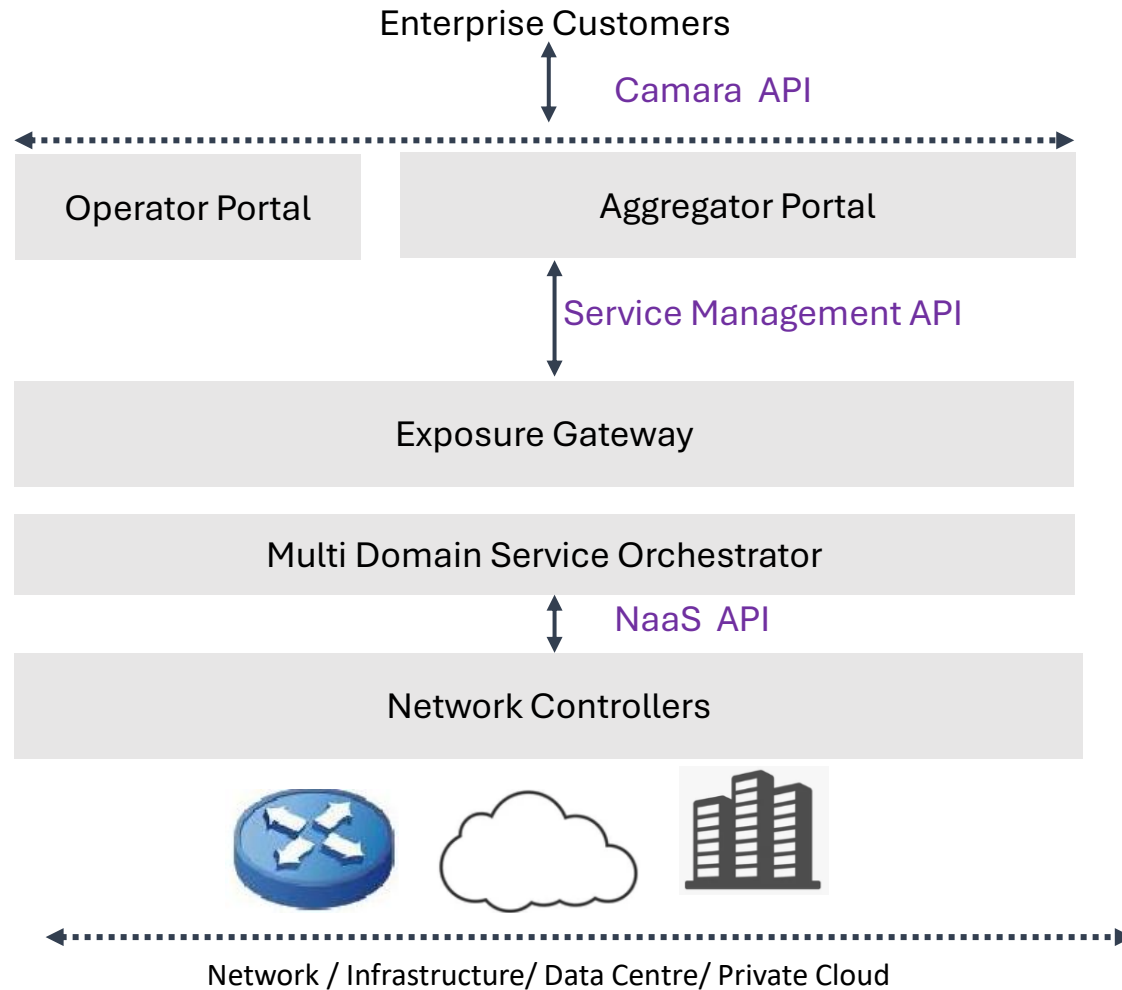 Enterprise Customers
Camara API
Operator Portal
Aggregator Portal
Service Management API
Exposure Gateway
Multi Domain Service Orchestrator
NaaS API
Network Controllers
Network / Infrastructure/ Data Centre/ Private Cloud